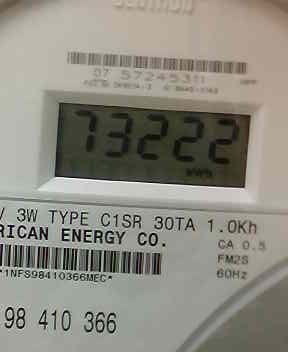 07 57245311
73222
kWh
V 3W TYPE C1SR 30TA 1.0Kh
RICAN ENERGY CO.
CA 0.5
FM2S
60Hz
*1NFS98410366MEC*
98 410 366